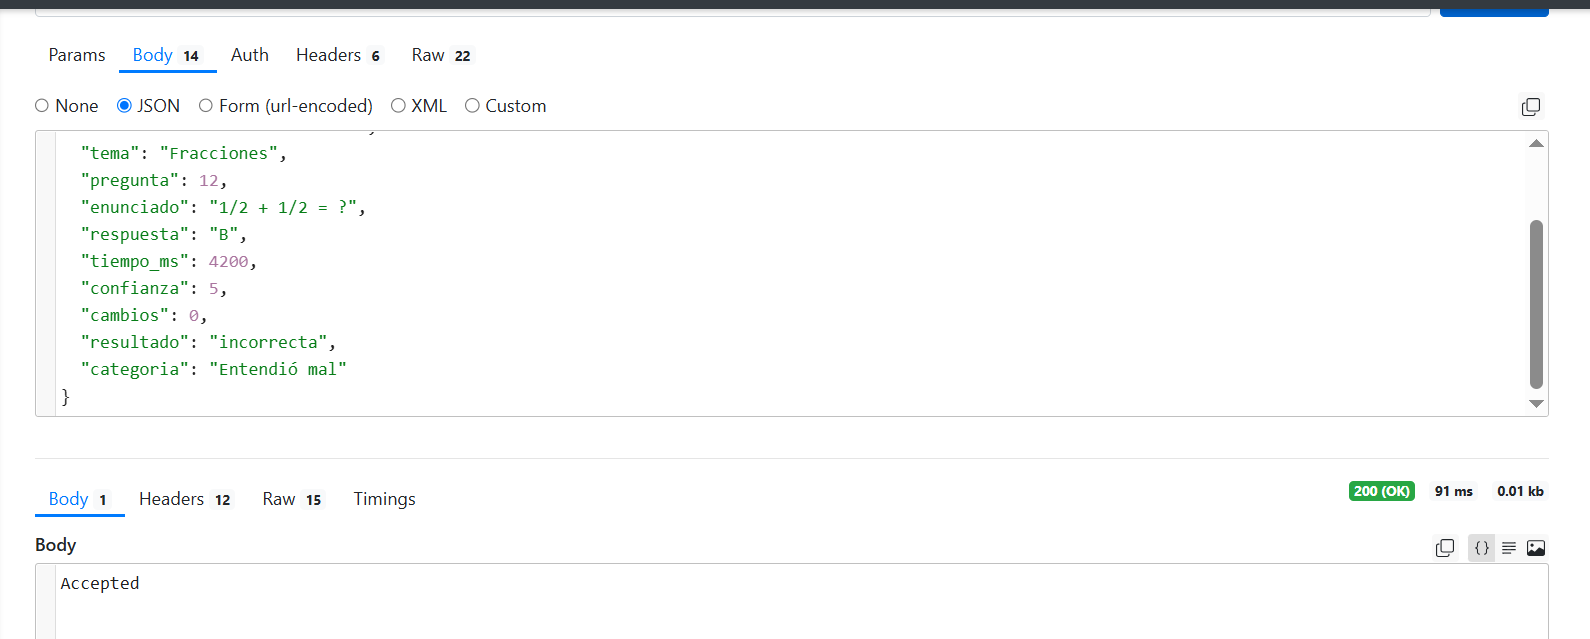 Params Body 14 Auth Headers 6 Raw 22
None JSON Form (url-encoded) XML Custom
"tema": "Fracciones",
"pregunta": 12,
"enunciado": "1/2 + 1/2 = ?",
"respuesta": "B",
"tiempo_ms": 4200,
"confianza": 5,
"cambios": 0,
"resultado": "incorrecta",
"categoria": "Entendió mal"
}
Body 1 Headers 12 Raw 15 Timings 200 (OK) 91 ms 0.01 kb
Body
Accepted